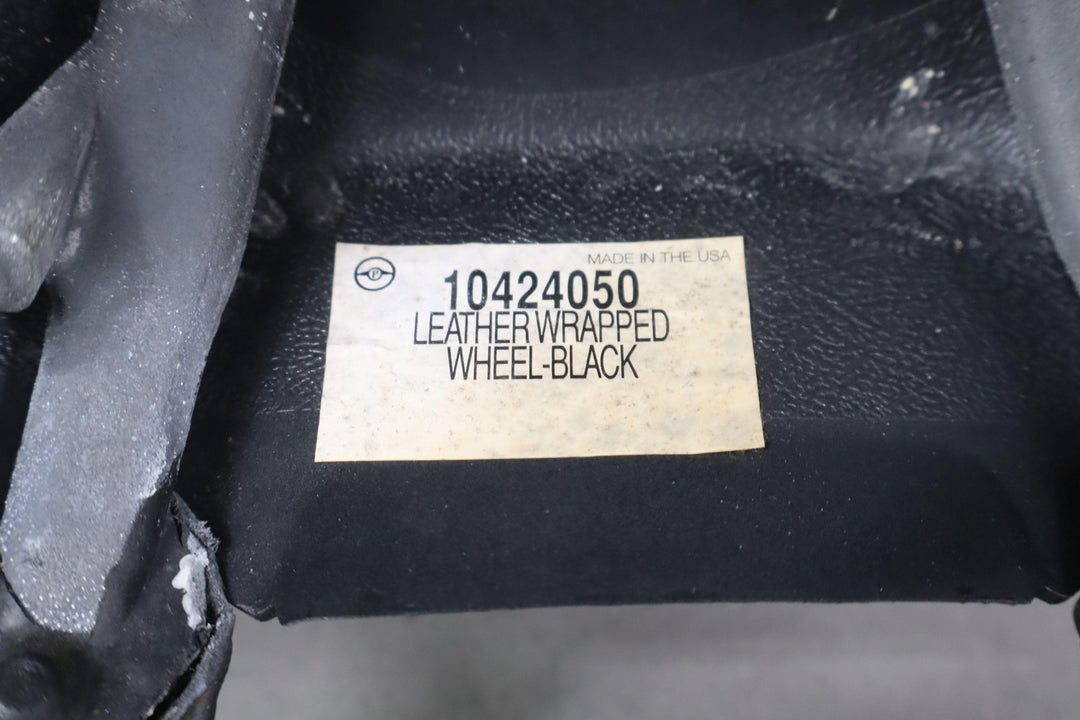 MADE IN THE USA
P
10424050
LEATHER WRAPPED
WHEEL-BLACK